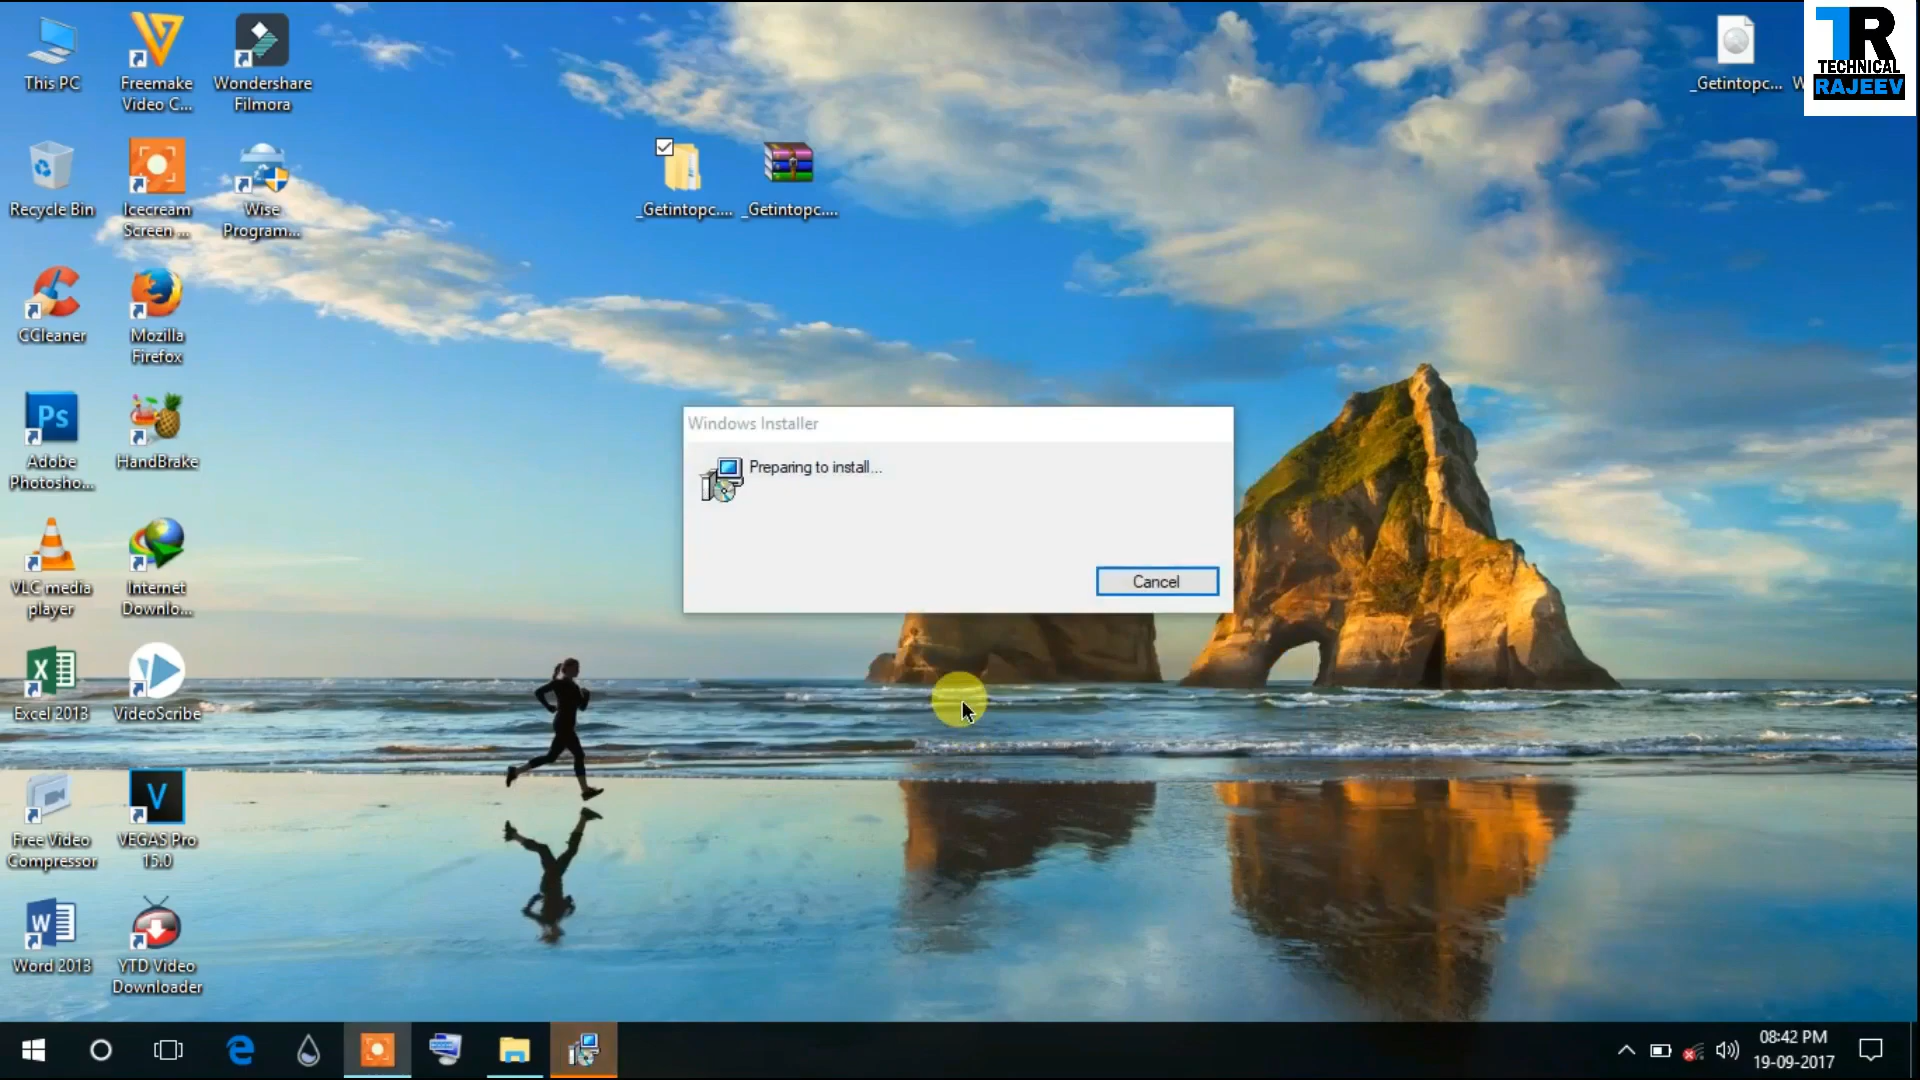 This PC
Freemake
Video C...
Wondershare
Filmora
_Getintopc...
W
TR
TECHNICAL
RAJEEV
Recycle Bin
Icecream
Screen ...
Wise
Program...
_Getintopc....
_Getintopc....
CCleaner
Mozilla
Firefox
Windows Installer
Preparing to install...
Cancel
Ps
Adobe
Photosho...
HandBrake
VLC media
player
Internet
Downlo...
Excel 2013
VideoScribe
Free Video
Compressor
V
VEGAS Pro
15.0
Word 2013
YTD Video
Downloader
08:42 PM
19-09-2017